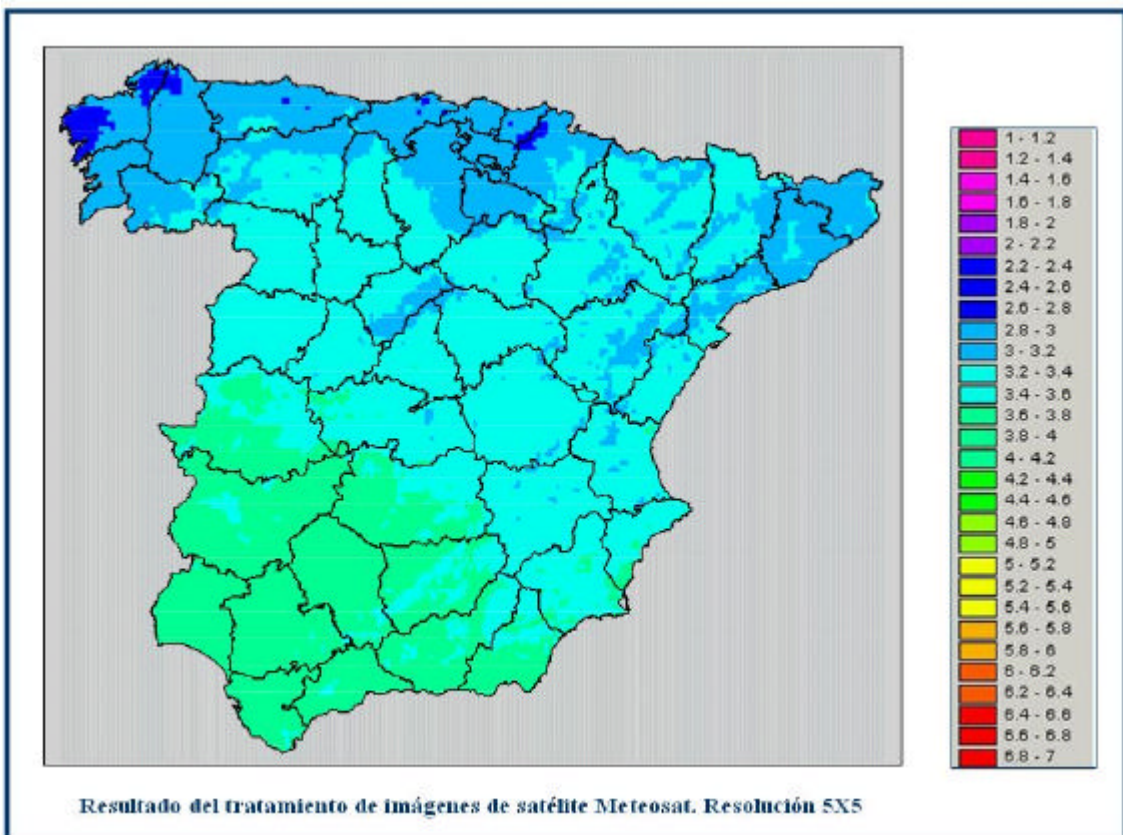 1 - 1.2
1.2 - 1.4
1.4 - 1.6
1.6 - 1.8
1.8 - 2
2 - 2.2
2.2 - 2.4
2.4 - 2.6
2.6 - 2.8
2.8 - 3
3 - 3.2
3.2 - 3.4
3.4 - 3.6
3.6 - 3.8
3.8 - 4
4 - 4.2
4.2 - 4.4
4.4 - 4.6
4.6 - 4.8
4.8 - 5
5 - 5.2
5.2 - 5.4
5.4 - 5.6
5.6 - 5.8
5.8 - 6
6 - 6.2
6.2 - 6.4
6.4 - 6.6
6.6 - 6.8
6.8 - 7
Resultado del tratamiento de imágenes de satélite Meteosat. Resolución 5X5